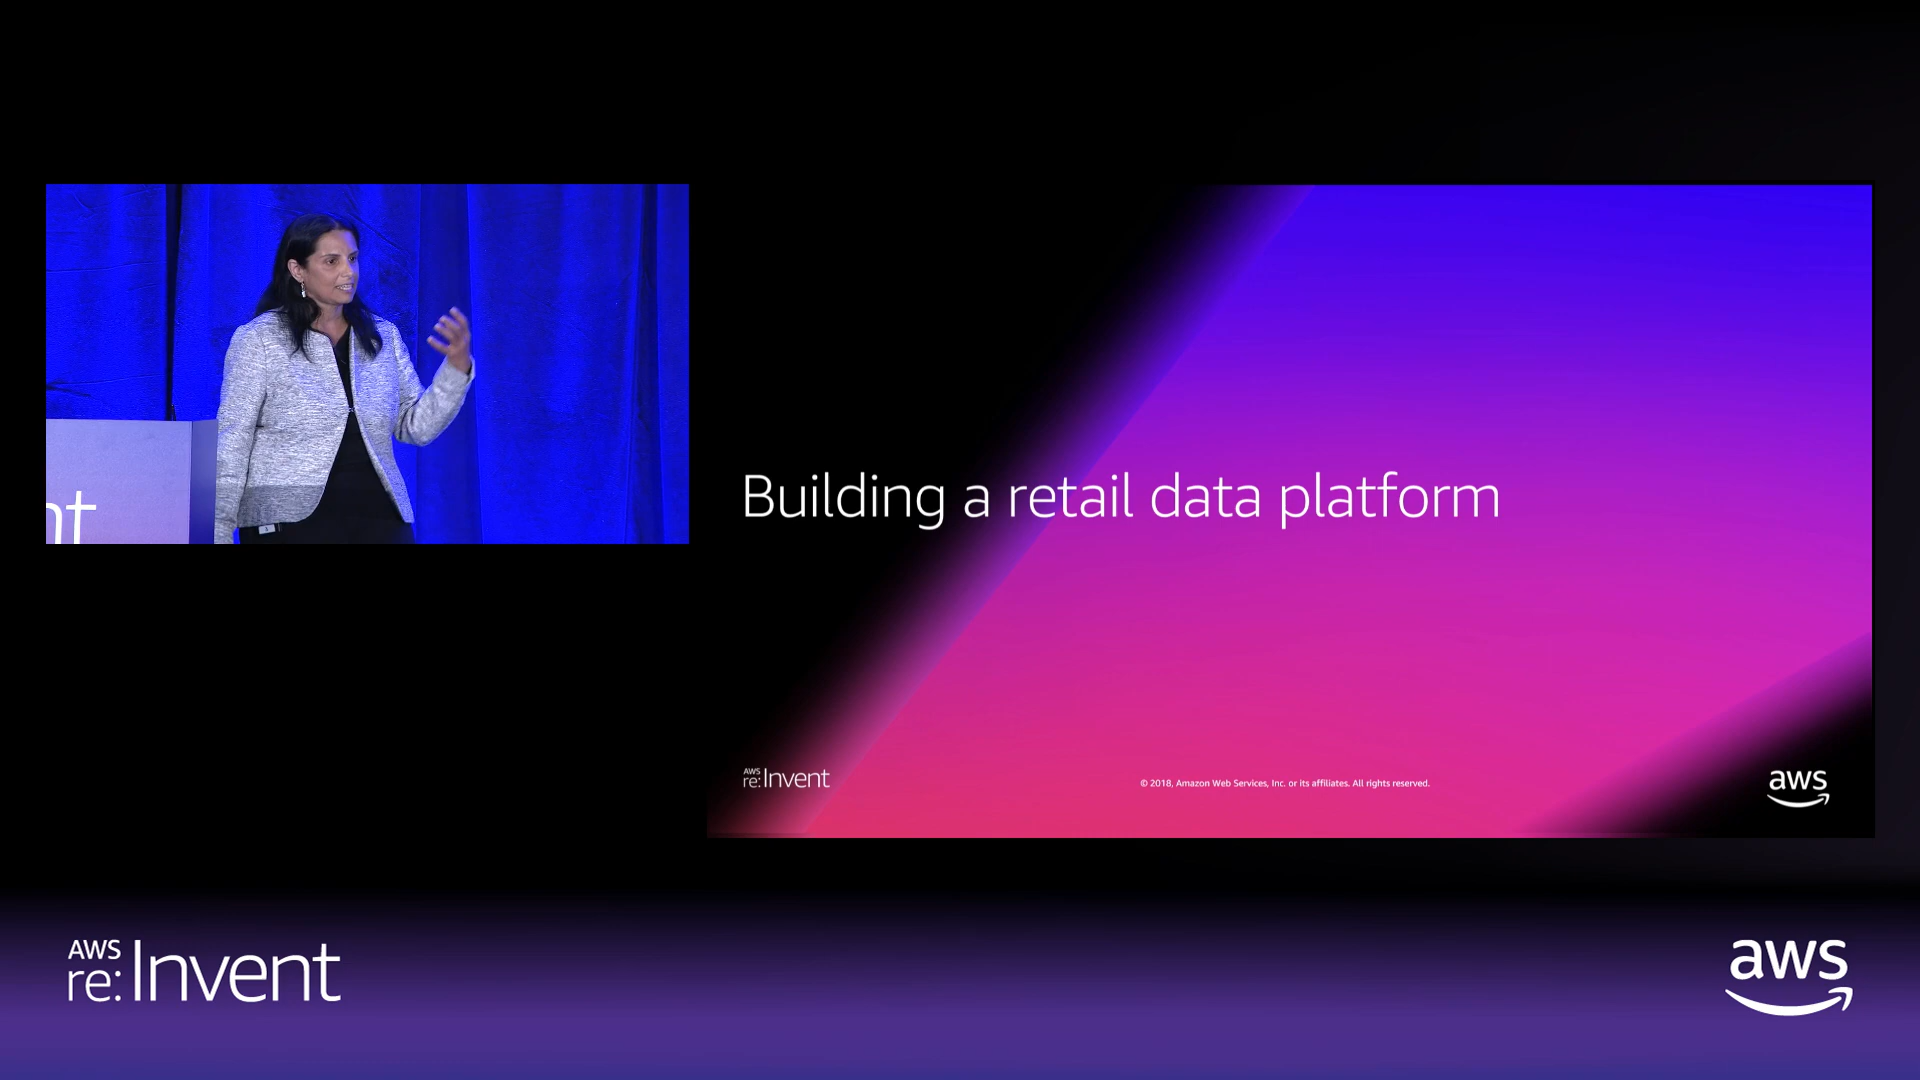 nt
Building a retail data platform
AWS
re:Invent
© 2018, Amazon Web Services, Inc. or its affiliates. All rights reserved.
aws
AWS
re:Invent
aws